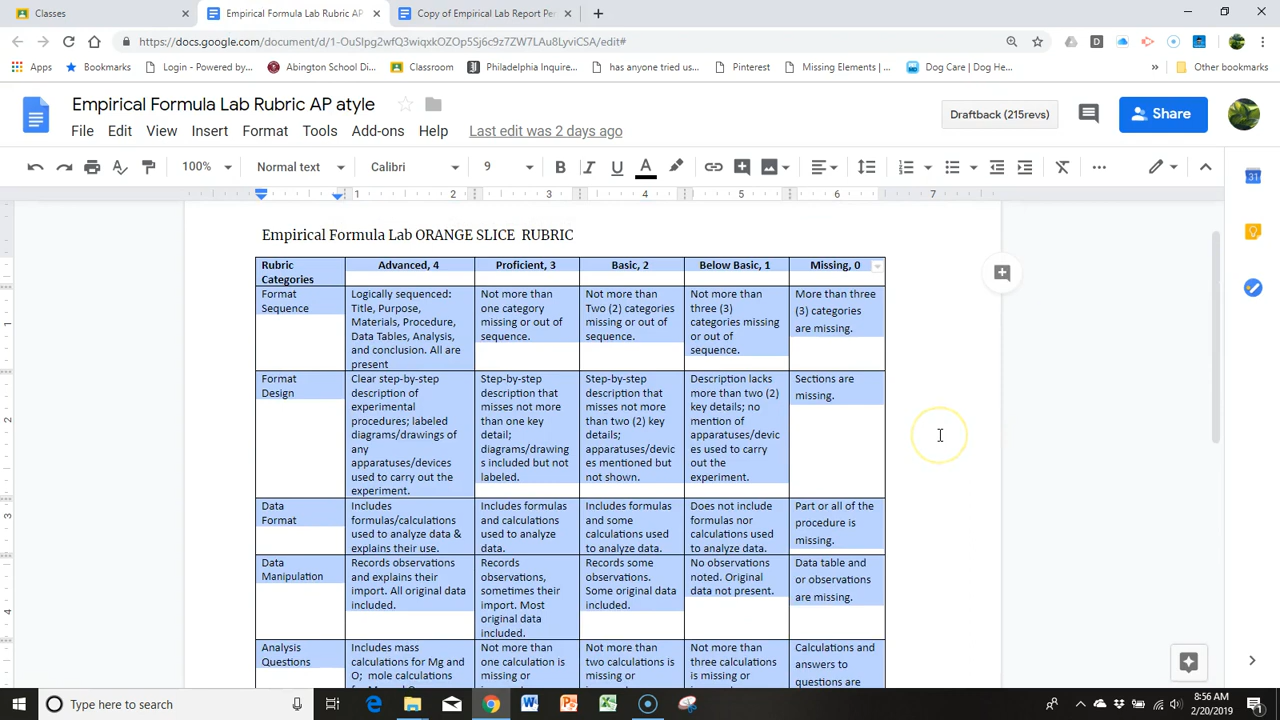 Classes
Empirical Formula Lab Rubric AP
Copy of Empirical Lab Report Per
https://docs.google.com/document/d/1-OuSlpg2wfQ3wiqxkOZOp5Sj6c9z7ZW7LAu8LyviCSA/edit#
Apps
Bookmarks
Login - Powered by...
Abington School Di...
Classroom
Philadelphia Inquire...
has anyone tried us...
Pinterest
Missing Elements | ...
Dog Care | Dog He...
»
Other bookmarks
Empirical Formula Lab Rubric AP atyle
Draftback (215revs)
Share
File Edit View Insert Format Tools Add-ons Help Last edit was 2 days ago
100% Normal text Calibri 9 B I U A
1 2 3 4 5 6 7
31
Empirical Formula Lab ORANGE SLICE RUBRIC
Rubric
Categories
Advanced, 4
Proficient, 3
Basic, 2
Below Basic, 1
Missing, 0
Format
Sequence
Logically sequenced:
Title, Purpose,
Materials, Procedure,
Data Tables, Analysis,
and conclusion. All are
present
Not more than
one category
missing or out of
sequence.
Not more than
Two (2) categories
missing or out of
sequence.
Not more than
three (3)
categories missing
or out of
sequence.
More than three
(3) categories
are missing.
Format
Design
Clear step-by-step
description of
experimental
procedures; labeled
diagrams/drawings of
any
apparatuses/devices
used to carry out the
experiment.
Step-by-step
description that
misses not more
than one key
detail;
diagrams/drawing
s included but not
labeled.
Step-by-step
description that
misses not more
than two (2) key
details;
apparatuses/devic
es mentioned but
not shown.
Description lacks
more than two (2)
key details; no
mention of
apparatuses/devic
es used to carry
out the
experiment.
Sections are
missing.
Data
Format
Includes
formulas/calculations
used to analyze data &
explains their use.
Includes formulas
and calculations
used to analyze
data.
Includes formulas
and some
calculations used
to analyze data.
Does not include
formulas nor
calculations used
to analyze data.
Part or all of the
procedure is
missing.
Data
Manipulation
Records observations
and explains their
import. All original data
included.
Records
observations,
sometimes their
import. Most
original data
included.
Records some
observations.
Some original data
included.
No observations
noted. Original
data not present.
Data table and
or observations
are missing.
Analysis
Questions
Includes mass
calculations for Mg and
O; mole calculations
Not more than
one calculation is
missing or
Not more than
two calculations is
missing or
Not more than
three calculations
is missing or
Calculations and
answers to
questions are
1
2
3
4
Type here to search
8:56 AM
2/20/2019